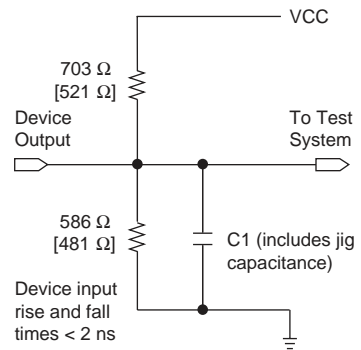 VCC
703 Ω
[521 Ω]
Device
Output
To Test
System
586 Ω
[481 Ω]
C1 (includes jig
capacitance)
Device input
rise and fall
times < 2 ns